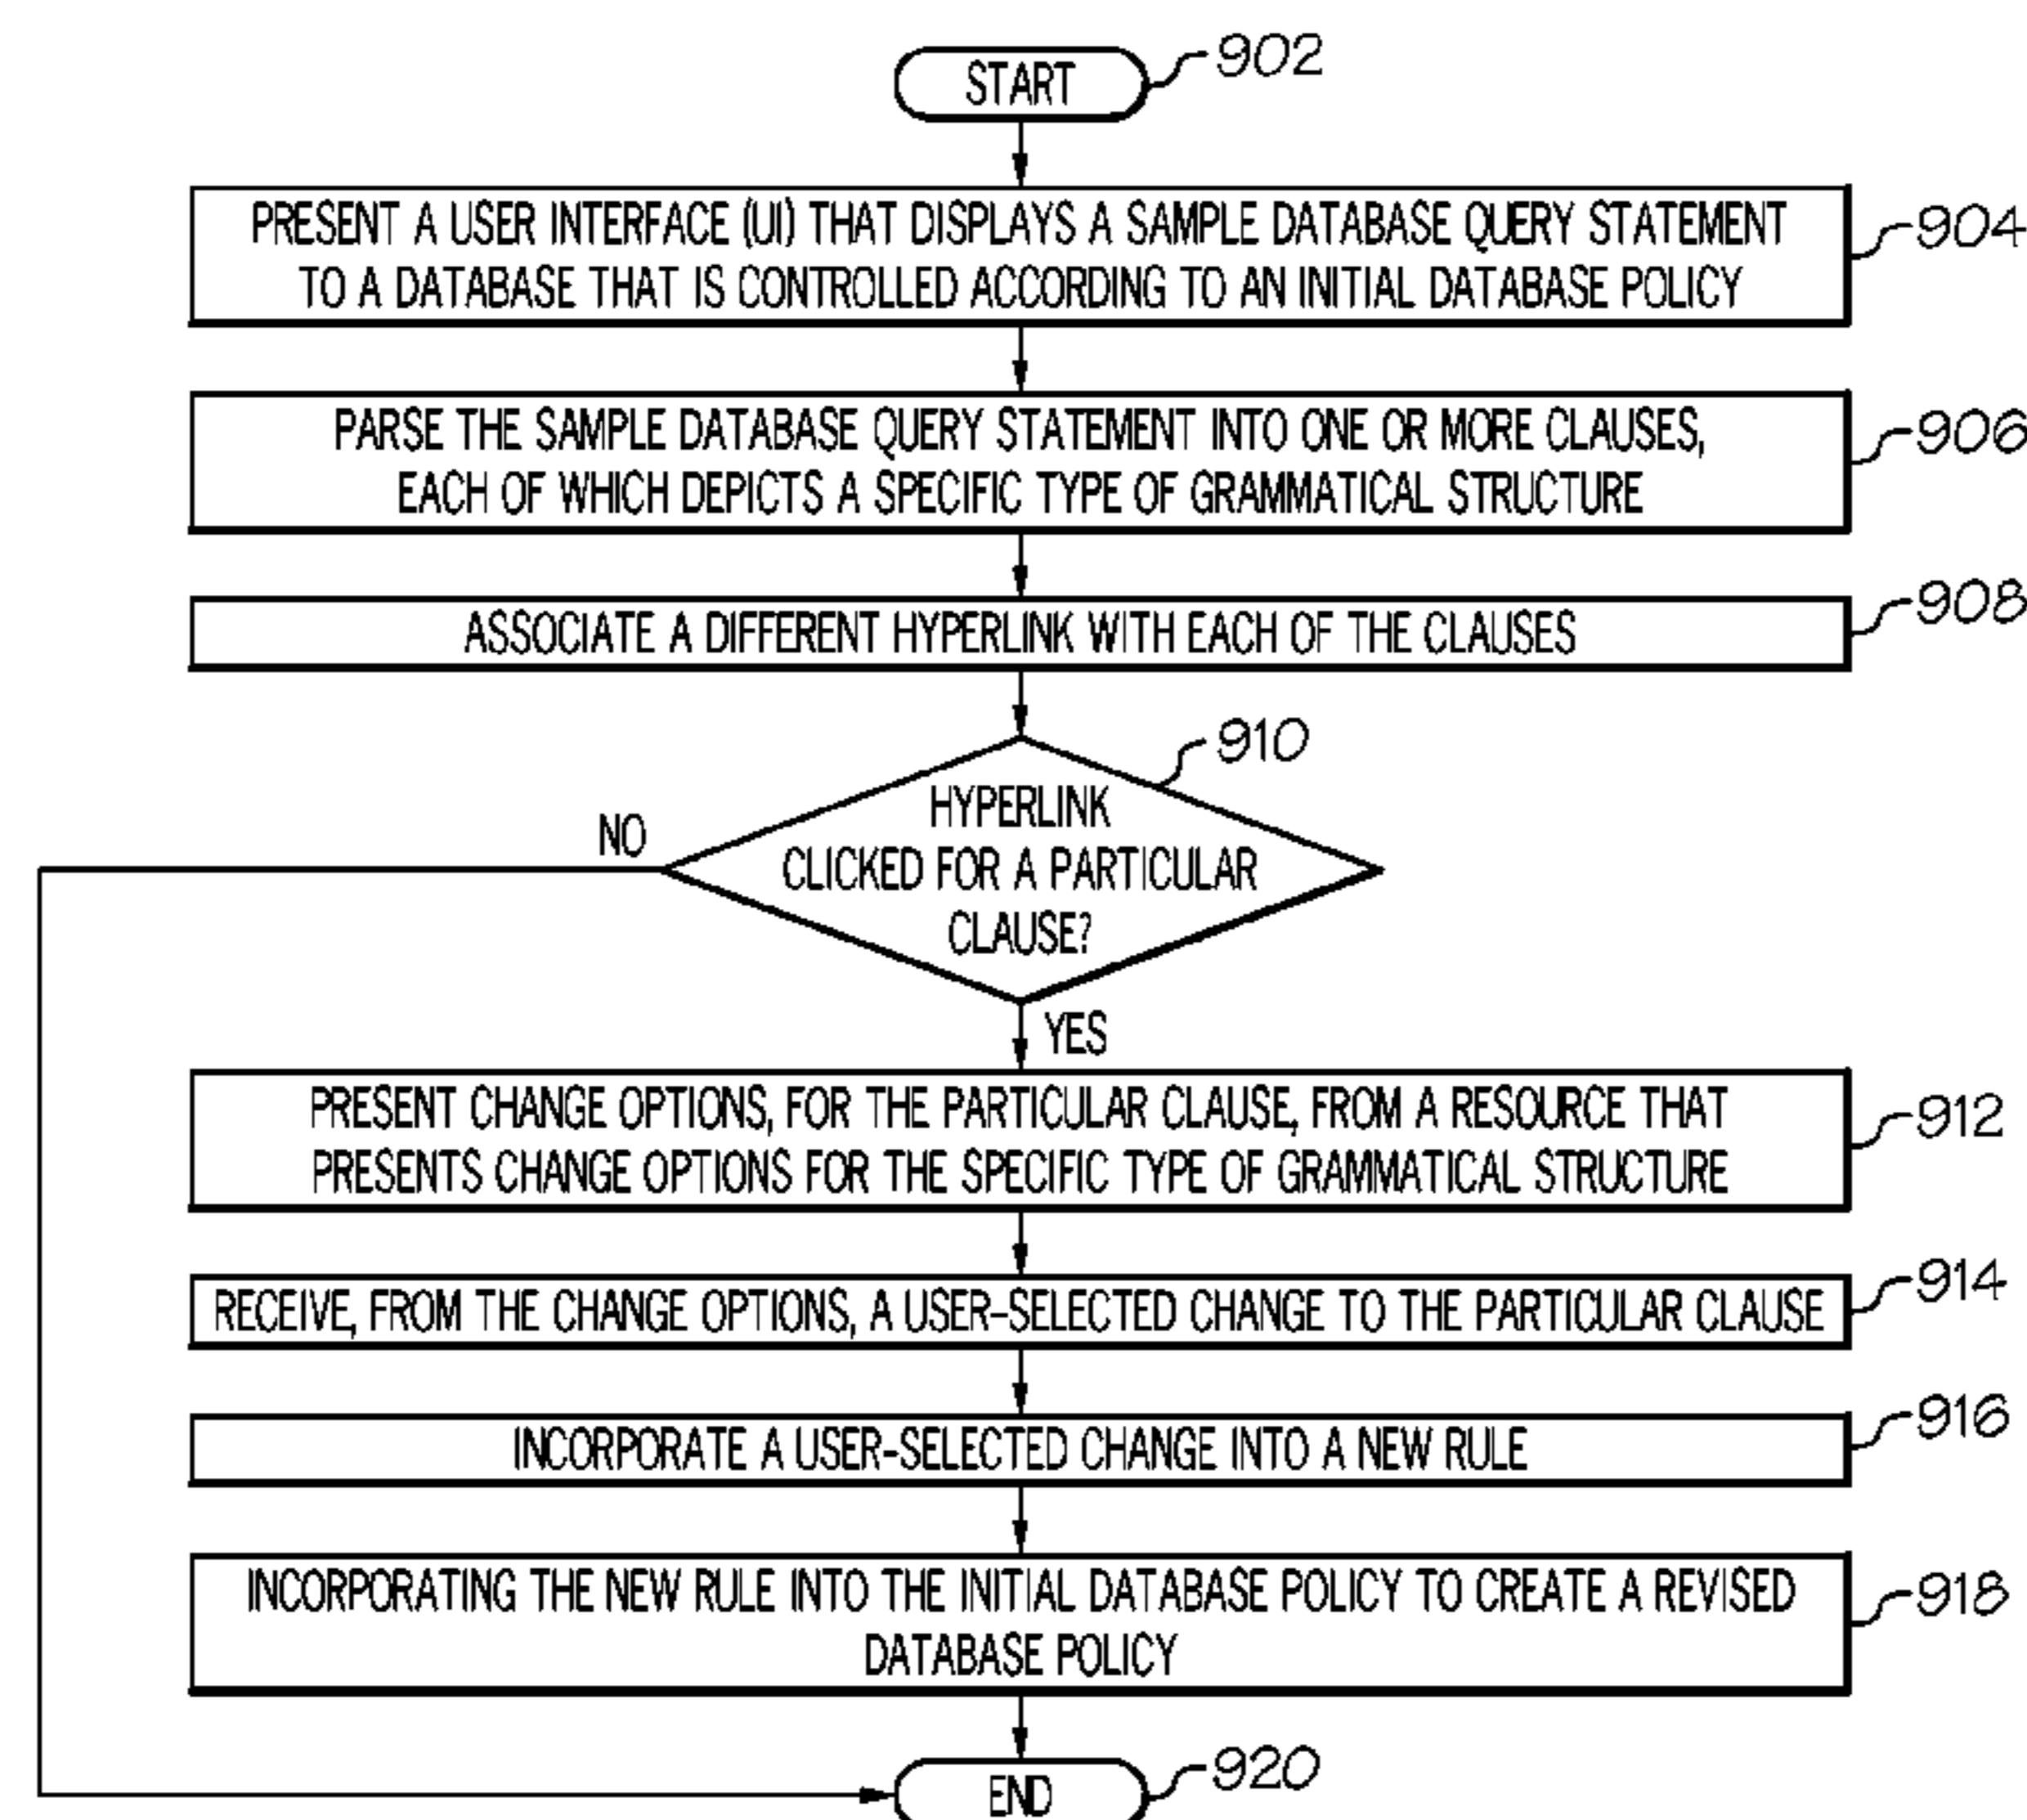 START
902
PRESENT A USER INTERFACE (UI) THAT DISPLAYS A SAMPLE DATABASE QUERY STATEMENT
TO A DATABASE THAT IS CONTROLLED ACCORDING TO AN INITIAL DATABASE POLICY
904
PARSE THE SAMPLE DATABASE QUERY STATEMENT INTO ONE OR MORE CLAUSES,
EACH OF WHICH DEPICTS A SPECIFIC TYPE OF GRAMMATICAL STRUCTURE
906
ASSOCIATE A DIFFERENT HYPERLINK WITH EACH OF THE CLAUSES
908
910
HYPERLINK
CLICKED FOR A PARTICULAR
CLAUSE?
NO
YES
PRESENT CHANGE OPTIONS, FOR THE PARTICULAR CLAUSE, FROM A RESOURCE THAT
PRESENTS CHANGE OPTIONS FOR THE SPECIFIC TYPE OF GRAMMATICAL STRUCTURE
912
RECEIVE, FROM THE CHANGE OPTIONS, A USER-SELECTED CHANGE TO THE PARTICULAR CLAUSE
914
INCORPORATE A USER-SELECTED CHANGE INTO A NEW RULE
916
INCORPORATING THE NEW RULE INTO THE INITIAL DATABASE POLICY TO CREATE A REVISED
DATABASE POLICY
918
END
920